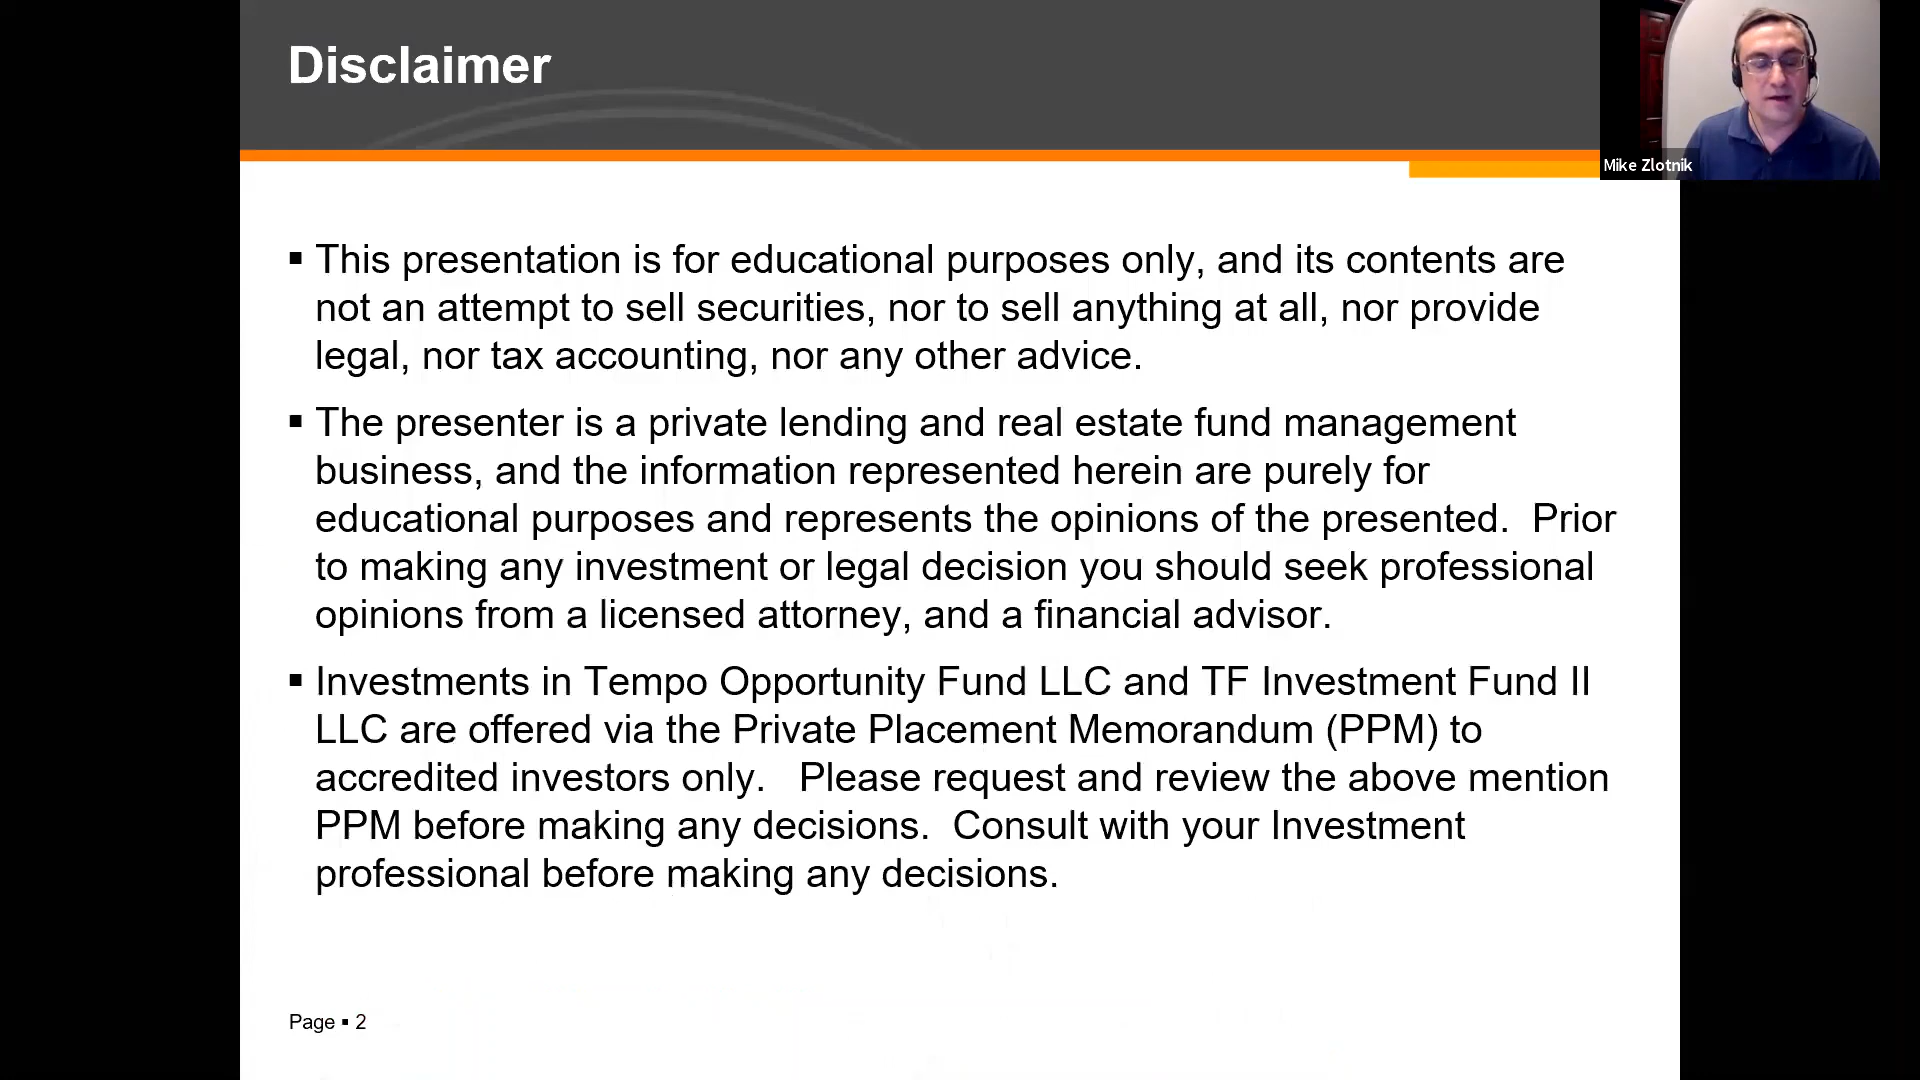 Disclaimer
Mike Zlotnik
▪ This presentation is for educational purposes only, and its contents are
not an attempt to sell securities, nor to sell anything at all, nor provide
legal, nor tax accounting, nor any other advice.
▪ The presenter is a private lending and real estate fund management
business, and the information represented herein are purely for
educational purposes and represents the opinions of the presented.  Prior
to making any investment or legal decision you should seek professional
opinions from a licensed attorney, and a financial advisor.
▪ Investments in Tempo Opportunity Fund LLC and TF Investment Fund II
LLC are offered via the Private Placement Memorandum (PPM) to
accredited investors only.   Please request and review the above mention
PPM before making any decisions.  Consult with your Investment
professional before making any decisions.
Page ▪ 2